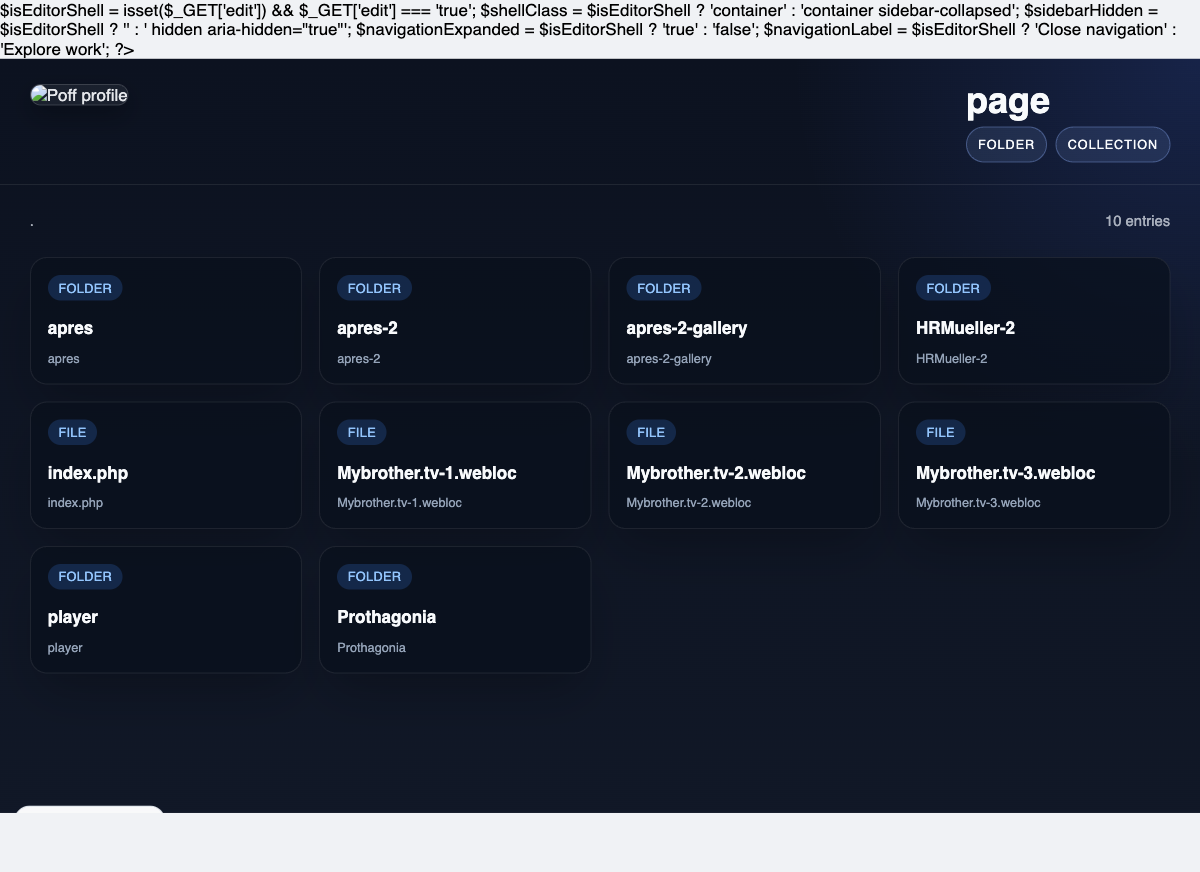 $isEditorShell = isset($_GET['edit']) && $_GET['edit'] === 'true'; $shellClass = $isEditorShell ? 'container' : 'container sidebar-collapsed'; $sidebarHidden =
$isEditorShell ? '' : ' hidden aria-hidden="true"'; $navigationExpanded = $isEditorShell ? 'true' : 'false'; $navigationLabel = $isEditorShell ? 'Close navigation' :
'Explore work'; ?>
Poff profile
page
FOLDER
COLLECTION
.
10 entries
FOLDER
apres
apres
FOLDER
apres-2
apres-2
FOLDER
apres-2-gallery
apres-2-gallery
FOLDER
HRMueller-2
HRMueller-2
FILE
index.php
index.php
FILE
Mybrother.tv-1.webloc
Mybrother.tv-1.webloc
FILE
Mybrother.tv-2.webloc
Mybrother.tv-2.webloc
FILE
Mybrother.tv-3.webloc
Mybrother.tv-3.webloc
FOLDER
player
player
FOLDER
Prothagonia
Prothagonia